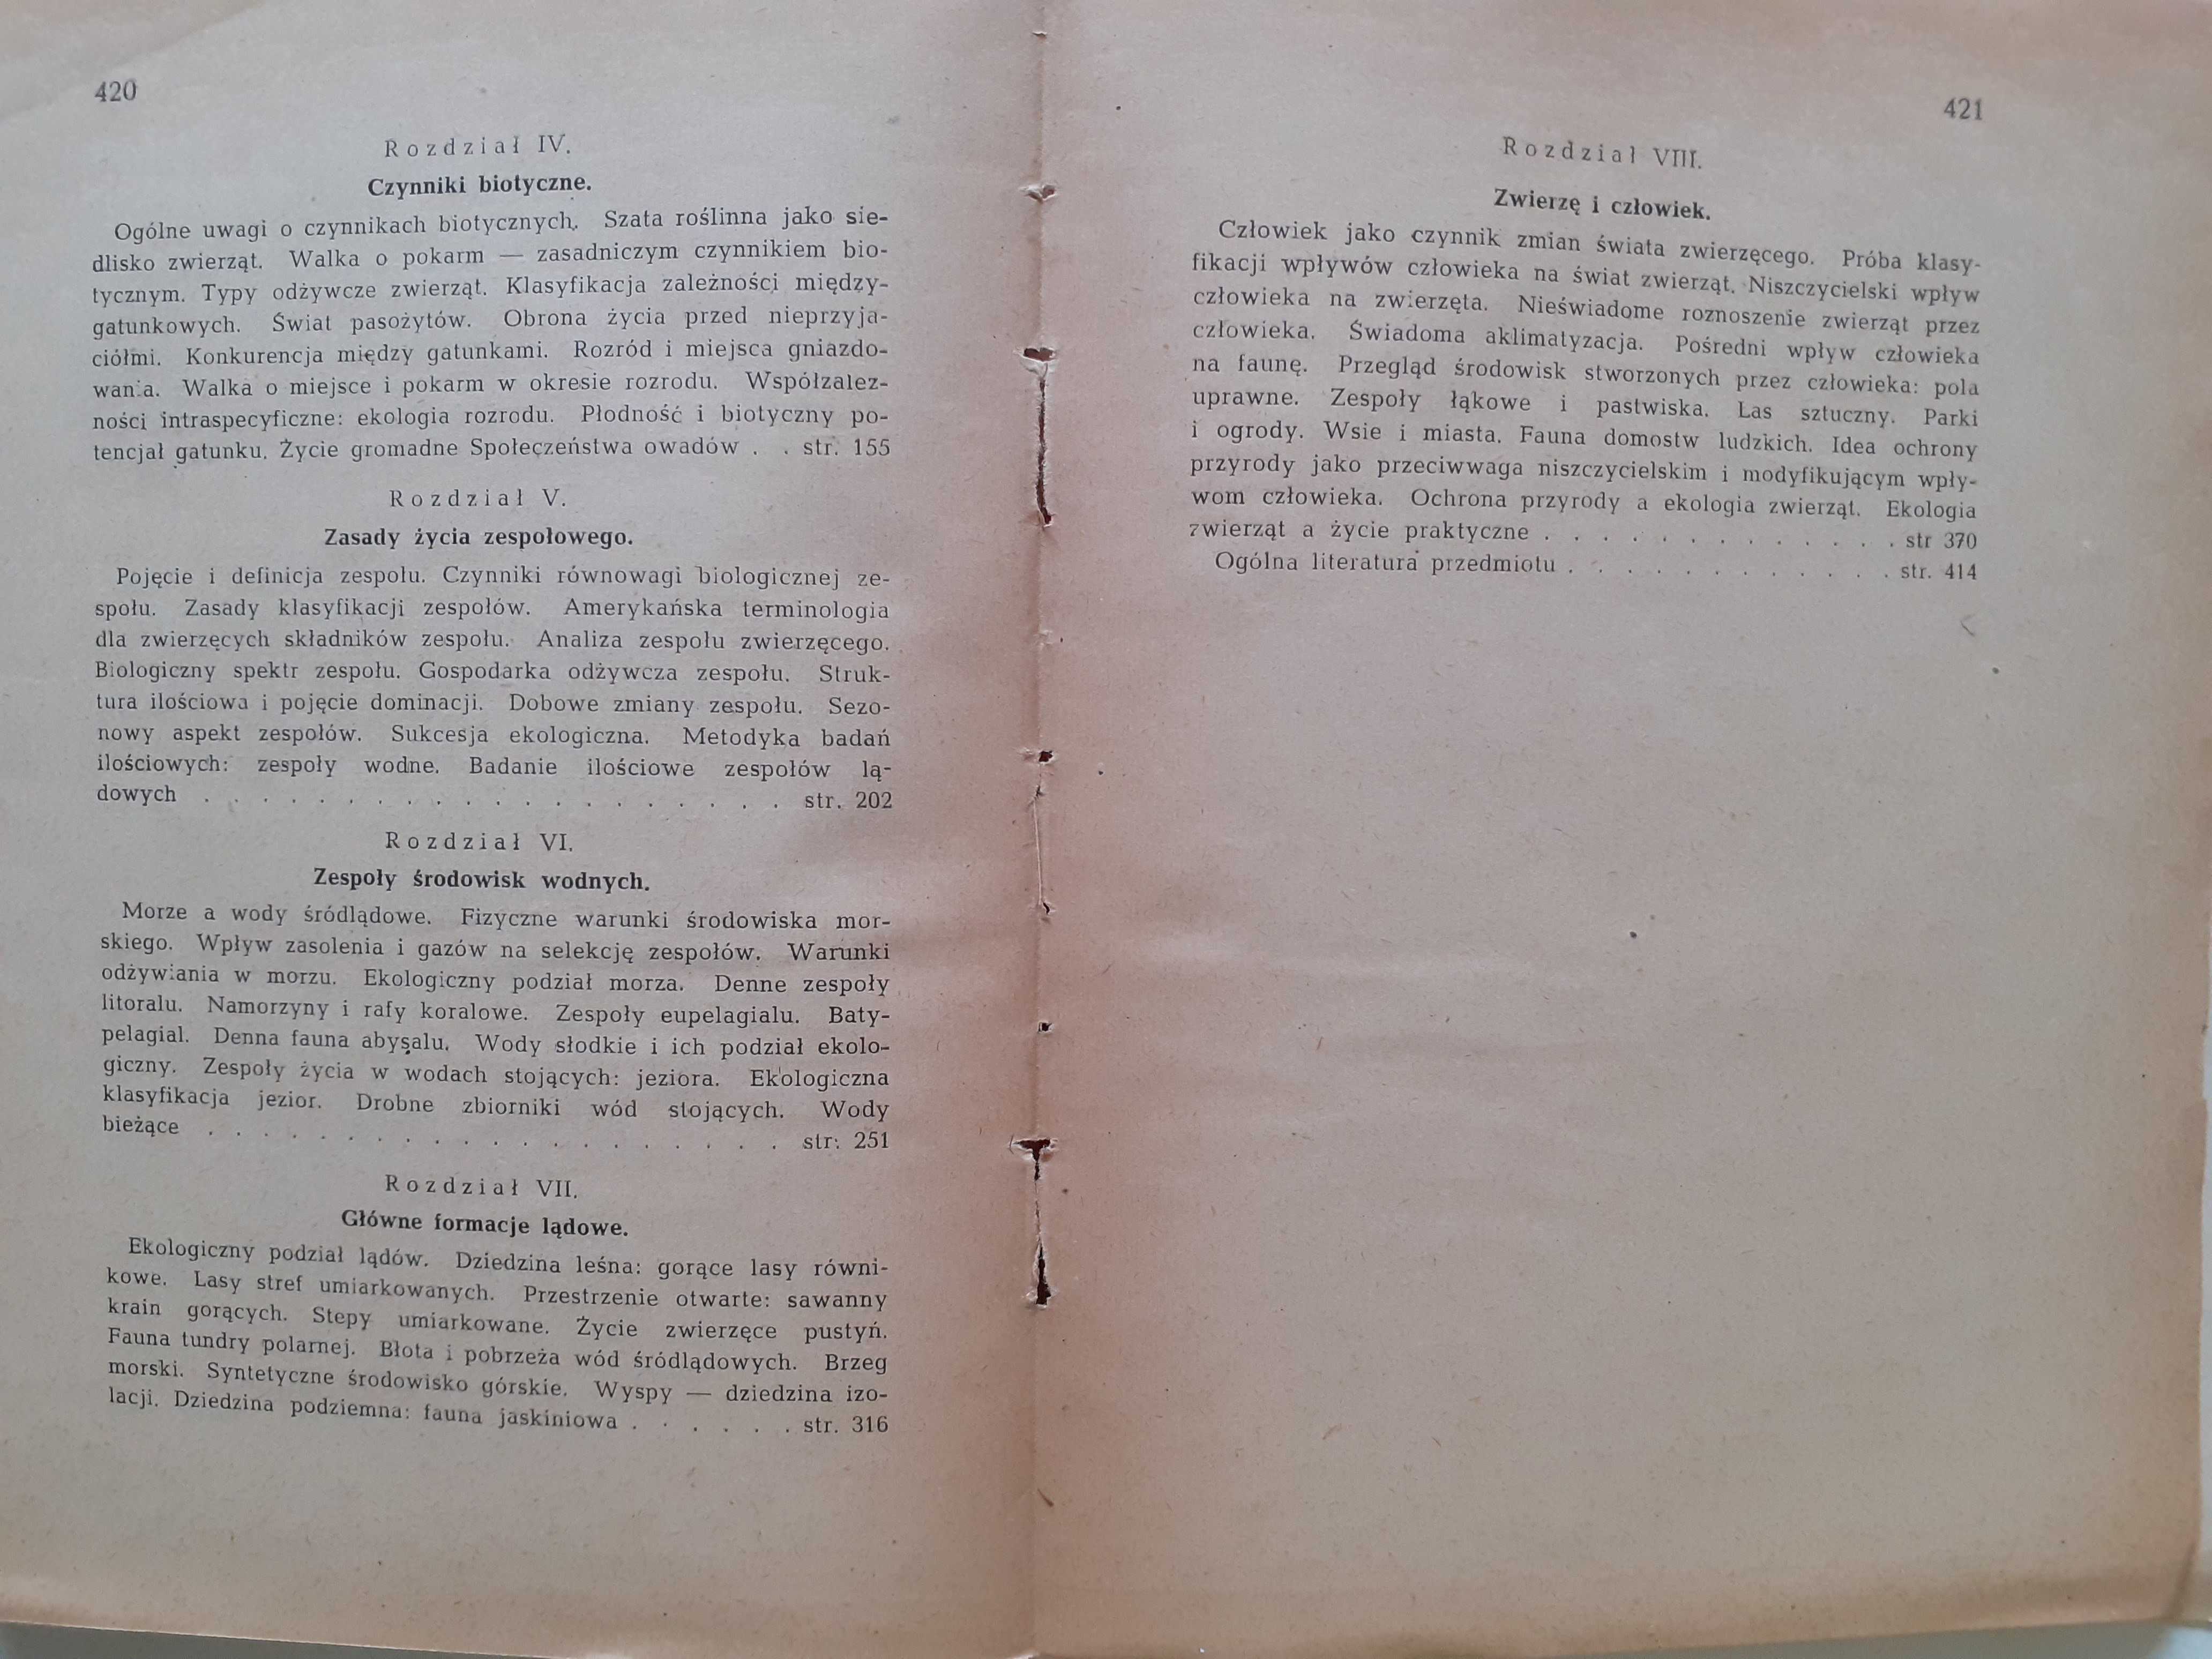 420
Rozdział IV.
Czynniki biotyczne.
Ogólne uwagi o czynnikach biotycznych. Szata roślinna jako sie-
dlisko zwierząt. Walka o pokarm — zasadniczym czynnikiem bio-
tycznym. Typy odżywcze zwierząt. Klasyfikacja zależności między-
gatunkowych. Świat pasożytów. Obrona życia przed nieprzyja-
ciółmi. Konkurencja między gatunkami. Rozród i miejsca gniazdo-
wania. Walka o miejsce i pokarm w okresie rozrodu. Współzależ-
ności intraspecyficzne: ekologia rozrodu. Płodność i biotyczny po-
tencjał gatunku. Życie gromadne Społeczeństwa owadów . . str. 155
Rozdział V.
Zasady życia zespołowego.
Pojęcie i definicja zespołu. Czynniki równowagi biologicznej ze-
społu. Zasady klasyfikacji zespołów. Amerykańska terminologia
dla zwierzęcych składników zespołu. Analiza zespołu zwierzęcego.
Biologiczny spektr zespołu. Gospodarka odżywcza zespołu. Struk-
tura ilościowa i pojęcie dominacji. Dobowe zmiany zespołu. Sezo-
nowy aspekt zespołów. Sukcesja ekologiczna. Metodyka badań
ilościowych: zespoły wodne. Badanie ilościowe zespołów lą-
dowych . . . . . . . . . . . . . . . . . . . . . str. 202
Rozdział VI.
Zespoły środowisk wodnych.
Morze a wody śródlądowe. Fizyczne warunki środowiska mor-
skiego. Wpływ zasolenia i gazów na selekcję zespołów. Warunki
odżywiania w morzu. Ekologiczny podział morza. Denne zespoły
litoralu. Namorzyny i rafy koralowe. Zespoły eupelagialu. Baty-
pelagial. Denna fauna abysalu. Wody słodkie i ich podział ekolo-
giczny. Zespoły życia w wodach stojących: jeziora. Ekologiczna
klasyfikacja jezior. Drobne zbiorniki wód stojących. Wody
bieżące . . . . . . . . . . . . . . . . . . . . . str. 251
Rozdział VII.
Główne formacje lądowe.
Ekologiczny podział lądów. Dziedzina leśna: gorące lasy równi-
kowe. Lasy stref umiarkowanych. Przestrzenie otwarte: sawanny
krain gorących. Stepy umiarkowane. Życie zwierzęce pustyń.
Fauna tundry polarnej. Błota i pobrzeża wód śródlądowych. Brzeg
morski. Syntetyczne środowisko górskie. Wyspy — dziedzina izo-
lacji. Dziedzina podziemna: fauna jaskiniowa . . . . . . str. 316
421
Rozdział VIII.
Zwierzę i człowiek.
Człowiek jako czynnik zmian świata zwierzęcego. Próba klasy-
fikacji wpływów człowieka na świat zwierząt. Niszczycielski wpływ
człowieka na zwierzęta. Nieświadome roznoszenie zwierząt przez
człowieka. Świadoma aklimatyzacja. Pośredni wpływ człowieka
na faunę. Przegląd środowisk stworzonych przez człowieka: pola
uprawne. Zespoły łąkowe i pastwiska. Las sztuczny. Parki
i ogrody. Wsie i miasta. Fauna domostw ludzkich. Idea ochrony
przyrody jako przeciwwaga niszczycielskim i modyfikującym wpły-
wom człowieka. Ochrona przyrody a ekologia zwierząt. Ekologia
zwierząt a życie praktyczne . . . . . . . . . . . . . str 370
Ogólna literatura przedmiotu . . . . . . . . . . . . str. 414